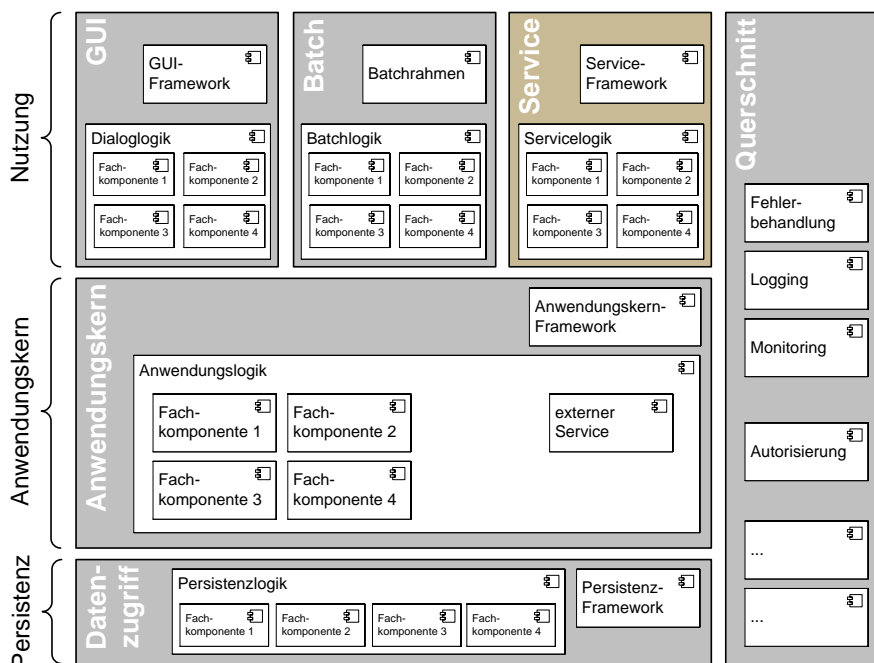 Nutzung
GUI
GUI-
Framework
Dialoglogik
Fach-
komponente 1
Fach-
komponente 2
Fach-
komponente 3
Fach-
komponente 4
Batch
Batchrahmen
Batchlogik
Fach-
komponente 1
Fach-
komponente 2
Fach-
komponente 3
Fach-
komponente 4
Service
Service-
Framework
Servicelogik
Fach-
komponente 1
Fach-
komponente 2
Fach-
komponente 3
Fach-
komponente 4
Anwendungskern
Anwendungskern
Anwendungskern-
Framework
Anwendungslogik
Fach-
komponente 1
Fach-
komponente 2
externer
Service
Fach-
komponente 3
Fach-
komponente 4
Persistenz
Daten-
zugriff
Persistenzlogik
Fach-
komponente 1
Fach-
komponente 2
Fach-
komponente 3
Fach-
komponente 4
Persistenz-
Framework
Querschnitt
Fehler-
behandlung
Logging
Monitoring
Autorisierung
...
...